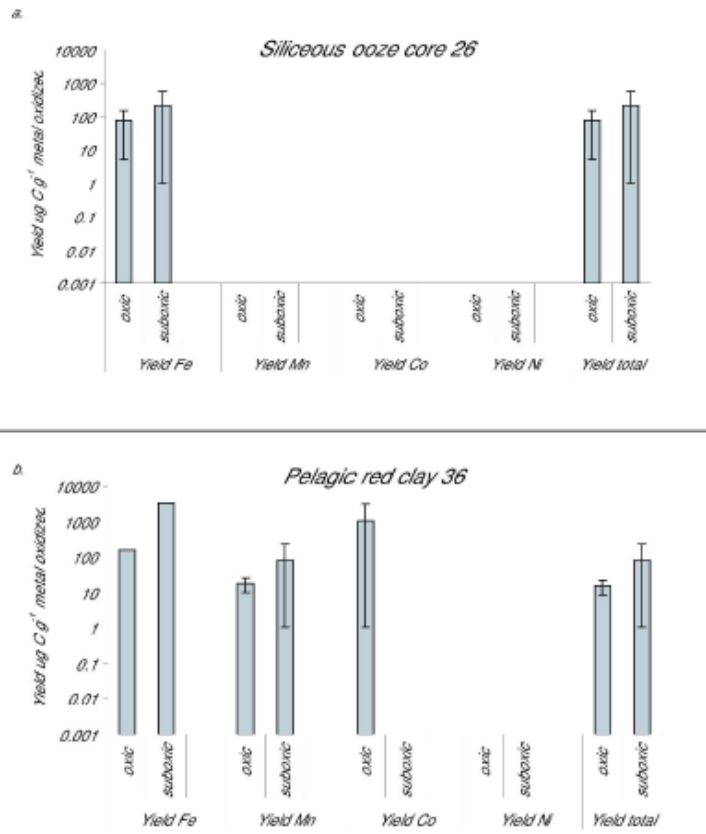 a.
Siliceous ooze core 26
Yield ug C g-1 metal oxidizec
10000
1000
100
10
1
0.1
0.01
0.001
oxic suboxic oxic suboxic oxic suboxic oxic suboxic oxic suboxic
Yield Fe Yield Mn Yield Co Yield Ni Yield total
b.
Pelagic red clay 36
Yield ug C g-1 metal oxidizec
10000
1000
100
10
1
0.1
0.01
0.001
oxic suboxic oxic suboxic oxic suboxic oxic suboxic oxic suboxic
Yield Fe Yield Mn Yield Co Yield Ni Yield total